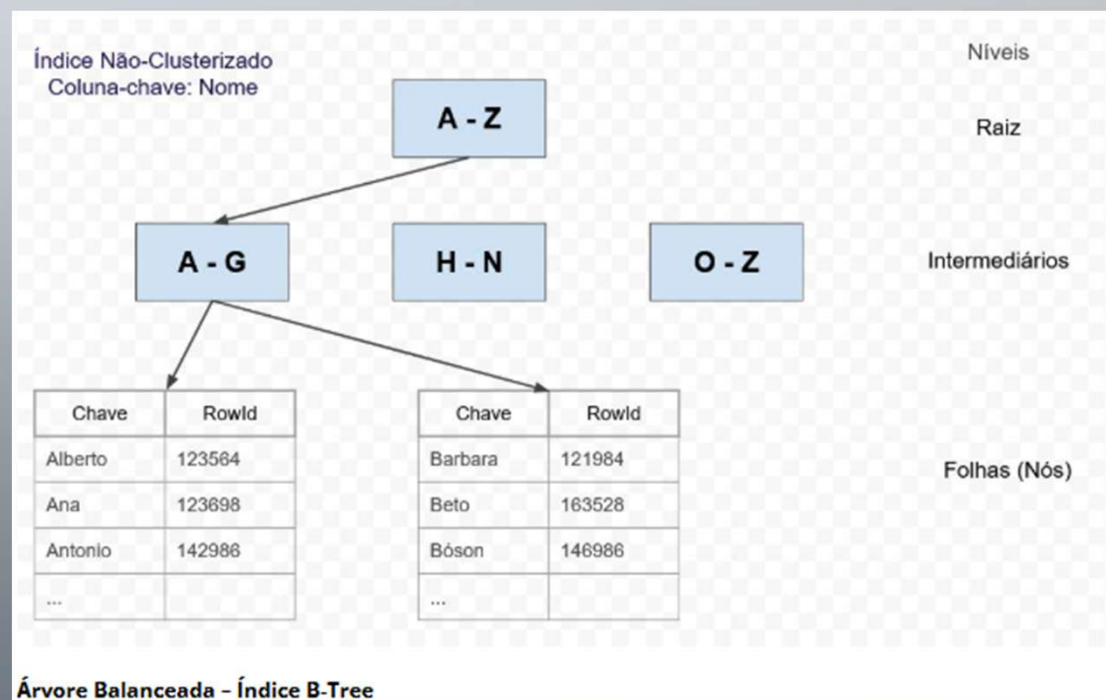 Índice Não-Clusterizado
Coluna-chave: Nome
Níveis
A - Z
Raiz
A - G
H - N
O - Z
Intermediários
Chave RowId
Alberto 123564
Ana 123698
Antonio 142986
...
Chave RowId
Barbara 121984
Beto 163528
Bóson 146986
...
Folhas (Nós)
Árvore Balanceada – Índice B-Tree